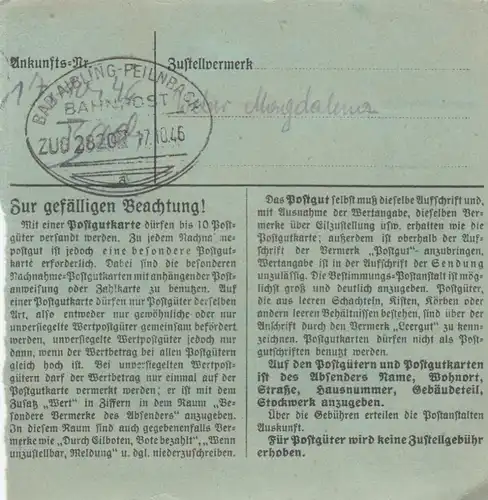 Ankunfts-Nr.
Zustellvermerk
BAD AIBLING-FEILNBACH
BAHNPOST
ZUG 28207 17.10.46
a
Weber Magdalena
Zur gefälligen Beachtung!
Mit einer Postgutkarte dürfen bis 10 Post-
güter versandt werden. Zu jedem Nachna
postgut ist jedoch eine besondere Postgut-
karte erforderlich. Dabei sind die besonderen
Nachnahme-Postgutkarten mit anhängender Post-
anweisung oder Zahlkarte zu benutzen. Auf
einer Postgutkarte dürfen nur Postgüter derselben
Art, also entweder nur gewöhnliche oder nur
unversiegelte Wertpostgüter gemeinsam befördert
werden, unversiegelte Wertpostgüter jedoch nur
dann, wenn der Wertbetrag bei allen Postgütern
gleich hoch ist. Bei unversiegelten Wertpost-
gütern darf der Wertbetrag nur einmal auf der
Postgutkarte vermerkt werden; er ist mit dem
Zusatz „Wert" in Ziffern in dem Raum „Be-
sondere Vermerke des Absenders" anzugeben.
In diesem Raum sind auch gegebenenfalls Ver-
merke wie „Durch Eilboten, Bote bezahlt", „Wenn
unzustellbar, Meldung" u. dgl. niederzuschreiben.
Das Postgut selbst muß dieselbe Aufschrift und,
mit Ausnahme der Wertangabe, dieselben Ver-
merke über Eilzustellung usw. erhalten wie die
Postgutkarte; außerdem ist oberhalb der Auf-
schrift der Vermerk „Postgut" anzubringen.
Wertangabe ist in der Aufschrift der Sendung
unzulässig. Die Bestimmungs-Postanstalt ist mög-
lichst groß und deutlich anzugeben. Postgüter,
die aus leeren Schachteln, Kisten, Körben oder
andern leeren Behältnissen bestehen, sind über der
Anschrift durch den Vermerk „Leergut" zu kenn-
zeichnen. Postgutkarten dürfen nicht als Post-
gutschriften benutzt werden.
Auf den Postgütern und Postgutkarten
ist des Absenders Name, Wohnort,
Straße, Hausnummer, Gebäudeteil,
Stockwerk anzugeben.
Über die Gebühren erteilen die Postanstalten
Auskunft.
Für Postgüter wird keine Zustellgebühr
erhoben.